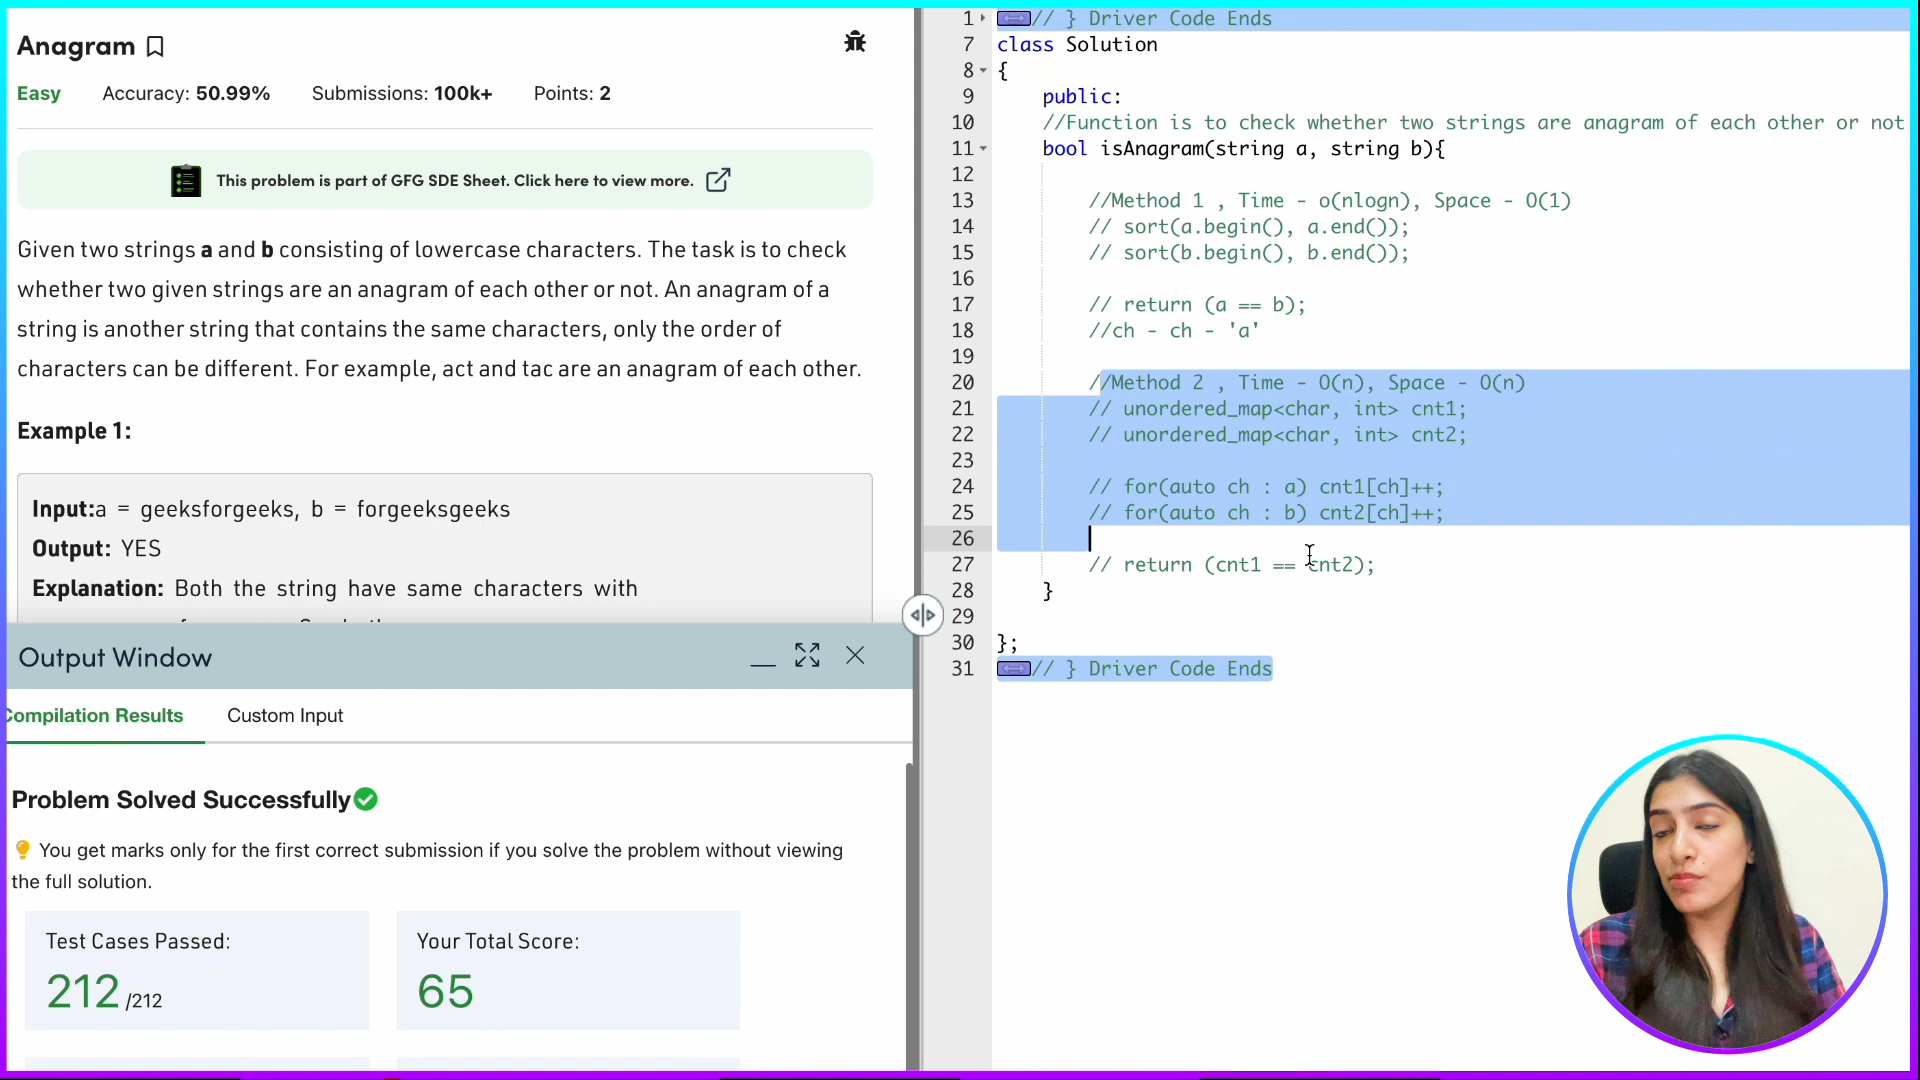 Anagram
Easy Accuracy: 50.99% Submissions: 100k+ Points: 2
This problem is part of GFG SDE Sheet. Click here to view more.
Given two strings a and b consisting of lowercase characters. The task is to check
whether two given strings are an anagram of each other or not. An anagram of a
string is another string that contains the same characters, only the order of
characters can be different. For example, act and tac are an anagram of each other.
Example 1:
Input:a = geeksforgeeks, b = forgeeksgeeks
Output: YES
Explanation: Both the string have same characters with
Output Window
Compilation Results Custom Input
Problem Solved Successfully
You get marks only for the first correct submission if you solve the problem without viewing
the full solution.
Test Cases Passed: Your Total Score:
212 /212 65
1 // } Driver Code Ends
7 class Solution
8 {
9 public:
10 //Function is to check whether two strings are anagram of each other or not
11 bool isAnagram(string a, string b){
12
13 //Method 1 , Time - o(nlogn), Space - O(1)
14 // sort(a.begin(), a.end());
15 // sort(b.begin(), b.end());
16
17 // return (a == b);
18 //ch - ch - 'a'
19
20 //Method 2 , Time - O(n), Space - O(n)
21 // unordered_map<char, int> cnt1;
22 // unordered_map<char, int> cnt2;
23
24 // for(auto ch : a) cnt1[ch]++;
25 // for(auto ch : b) cnt2[ch]++;
26
27 // return (cnt1 == cnt2);
28 }
29
30 };
31 // } Driver Code Ends